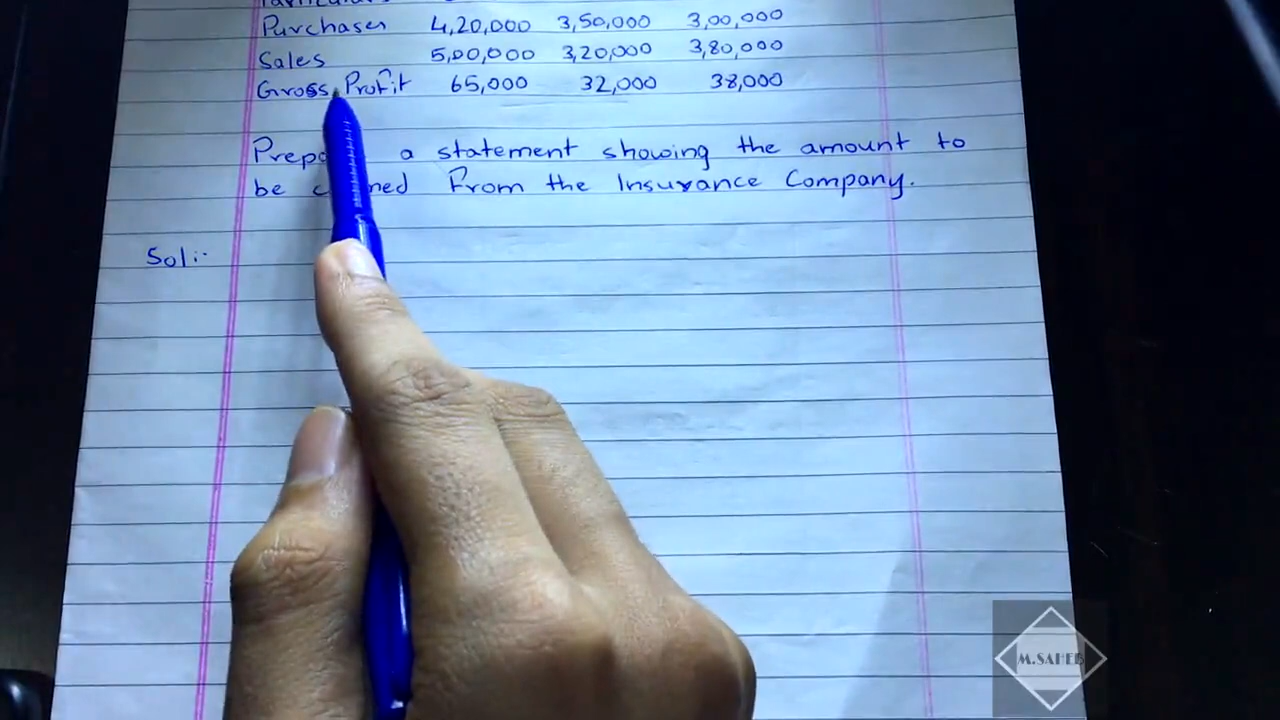 Purchases 4,20,000 3,50,000 3,00,000
Sales 5,00,000 3,20,000 3,80,000
Gross Profit 65,000 32,000 38,000
a statement showing the amount to
be From the Insurance Company.
Sol:-
M.SAHEB